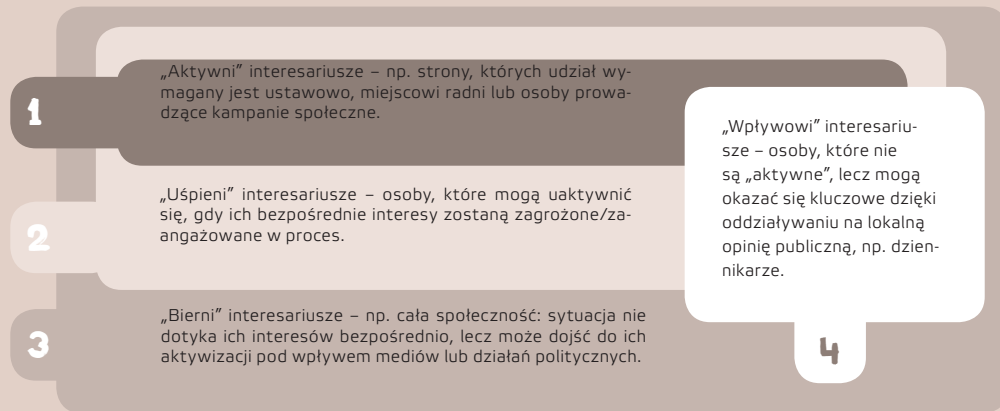 1
„Aktywni” interesariusze – np. strony, których udział wy-
magany jest ustawowo, miejscowi radni lub osoby prowa-
dzące kampanie społeczne.
2
„Uśpieni” interesariusze – osoby, które mogą uaktywnić
się, gdy ich bezpośrednie interesy zostaną zagrożone/za-
angażowane w proces.
3
„Bierni” interesariusze – np. cała społeczność: sytuacja nie
dotyka ich interesów bezpośrednio, lecz może dojść do ich
aktywizacji pod wpływem mediów lub działań politycznych.
„Wpływowi” interesariu-
sze – osoby, które nie
są „aktywne”, lecz mogą
okazać się kluczowe dzięki
oddziaływaniu na lokalną
opinię publiczną, np. dzien-
nikarze.
4